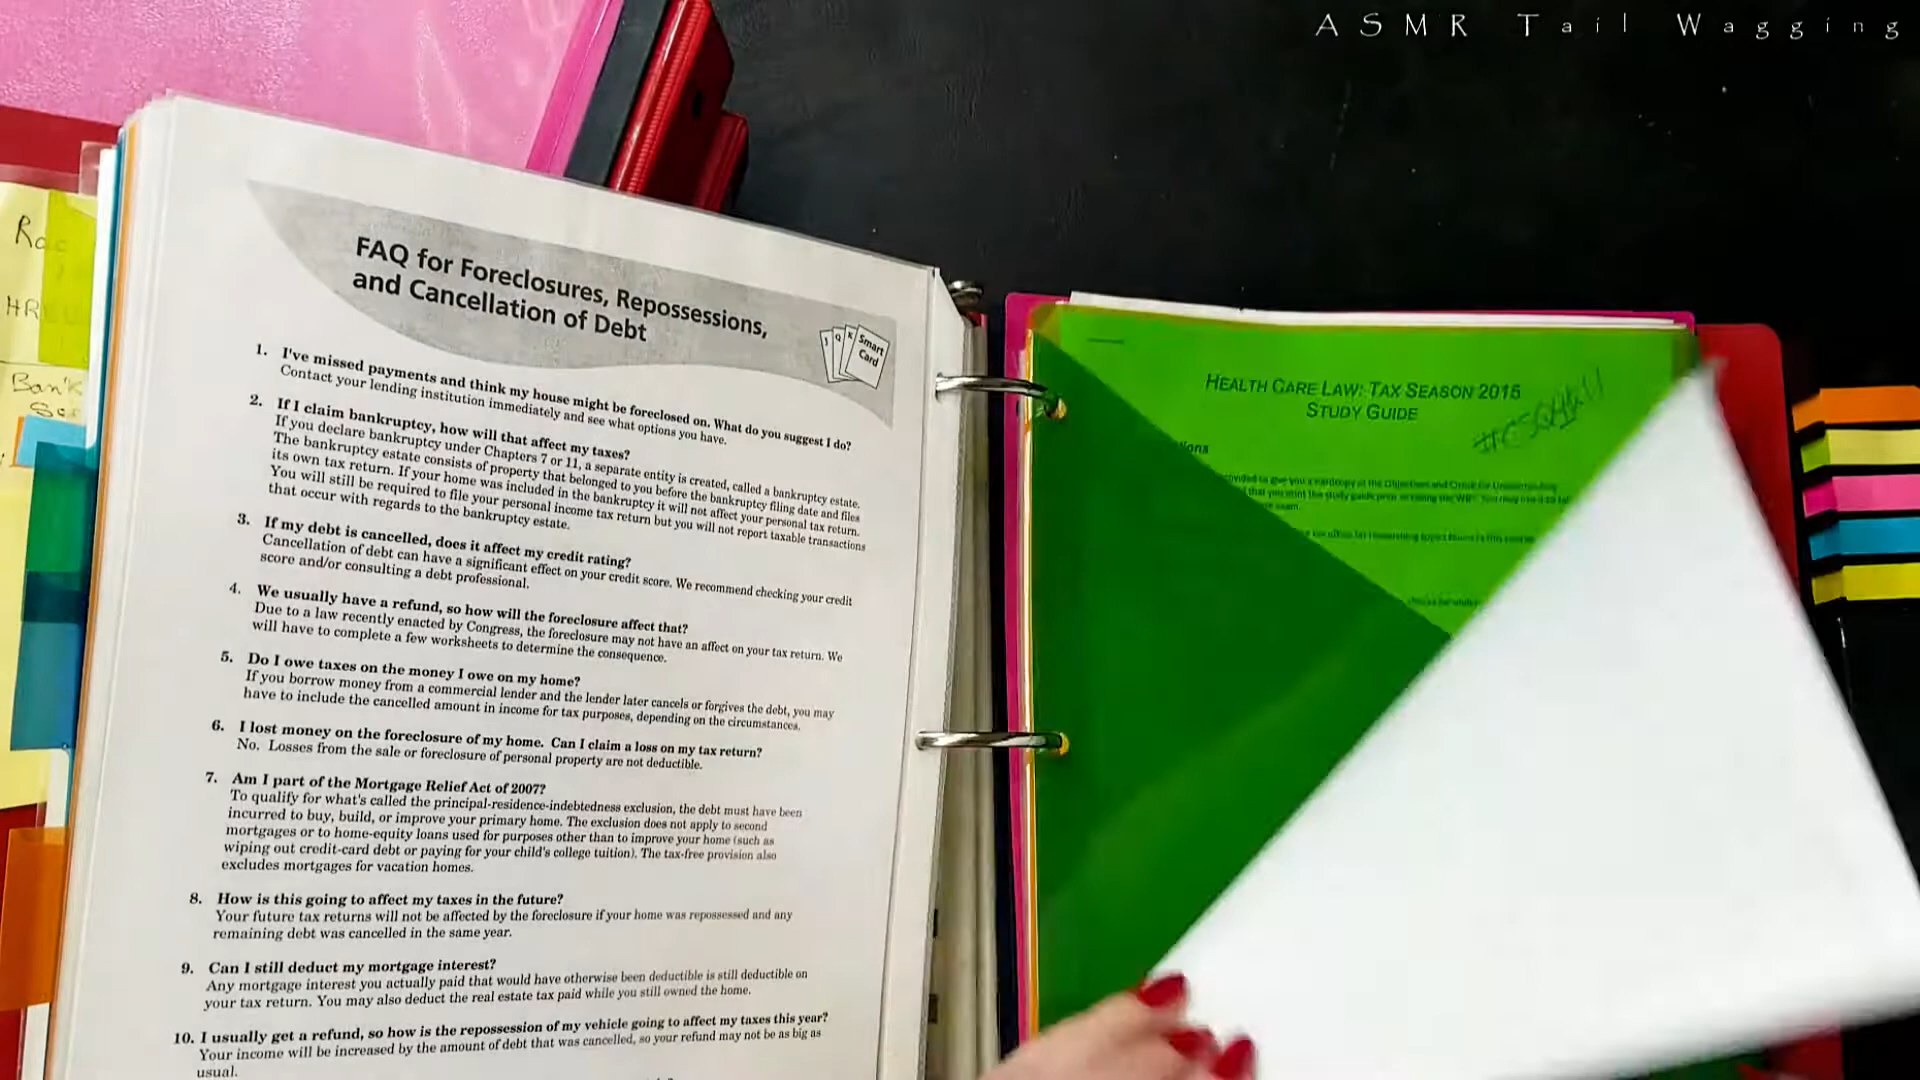 ASMR Tail Wagging
FAQ for Foreclosures, Repossessions,
and Cancellation of Debt
J Q K Smart
Card
1. I've missed payments and think my house might be foreclosed on. What do you suggest I do?
Contact your lending institution immediately and see what options you have.
2. If I claim bankruptcy, how will that affect my taxes?
If you declare bankruptcy under Chapters 7 or 11, a separate entity is created, called a bankruptcy estate.
The bankruptcy estate consists of property that belonged to you before the bankruptcy filing date and files
its own tax return. If your home was included in the bankruptcy it will not affect your personal tax return.
You will still be required to file your personal income tax return but you will not report taxable transactions
that occur with regards to the bankruptcy estate.
3. If my debt is cancelled, does it affect my credit rating?
Cancellation of debt can have a significant effect on your credit score. We recommend checking your credit
score and/or consulting a debt professional.
4. We usually have a refund, so how will the foreclosure affect that?
Due to a law recently enacted by Congress, the foreclosure may not have an affect on your tax return. We
will have to complete a few worksheets to determine the consequence.
5. Do I owe taxes on the money I owe on my home?
If you borrow money from a commercial lender and the lender later cancels or forgives the debt, you may
have to include the cancelled amount in income for tax purposes, depending on the circumstances.
6. I lost money on the foreclosure of my home. Can I claim a loss on my tax return?
No. Losses from the sale or foreclosure of personal property are not deductible.
7. Am I part of the Mortgage Relief Act of 2007?
To qualify for what's called the principal-residence-indebtedness exclusion, the debt must have been
incurred to buy, build, or improve your primary home. The exclusion does not apply to second
mortgages or to home-equity loans used for purposes other than to improve your home (such as
wiping out credit-card debt or paying for your child's college tuition). The tax-free provision also
excludes mortgages for vacation homes.
8. How is this going to affect my taxes in the future?
Your future tax returns will not be affected by the foreclosure if your home was repossessed and any
remaining debt was cancelled in the same year.
9. Can I still deduct my mortgage interest?
Any mortgage interest you actually paid that would have otherwise been deductible is still deductible on
your tax return. You may also deduct the real estate tax paid while you still owned the home.
10. I usually get a refund, so how is the repossession of my vehicle going to affect my taxes this year?
Your income will be increased by the amount of debt that was cancelled, so your refund may not be as big as
usual.
HEALTH CARE LAW: TAX SEASON 2015
STUDY GUIDE
Bank